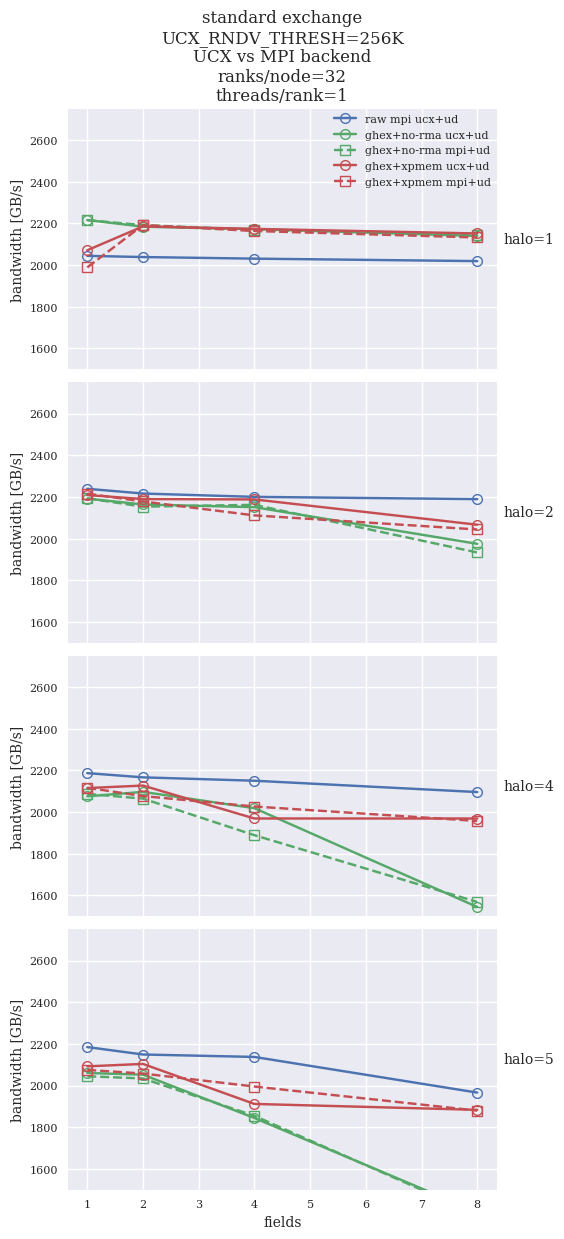 standard exchange
UCX_RNDV_THRESH=256K
UCX vs MPI backend
ranks/node=32
threads/rank=1
raw mpi ucx+ud
ghex+no-rma ucx+ud
ghex+no-rma mpi+ud
ghex+xpmem ucx+ud
ghex+xpmem mpi+ud
2600
2400
2200
2000
1800
1600
bandwidth [GB/s]
halo=1
2600
2400
2200
2000
1800
1600
bandwidth [GB/s]
halo=2
2600
2400
2200
2000
1800
1600
bandwidth [GB/s]
halo=4
2600
2400
2200
2000
1800
1600
bandwidth [GB/s]
halo=5
1 2 3 4 5 6 7 8
fields